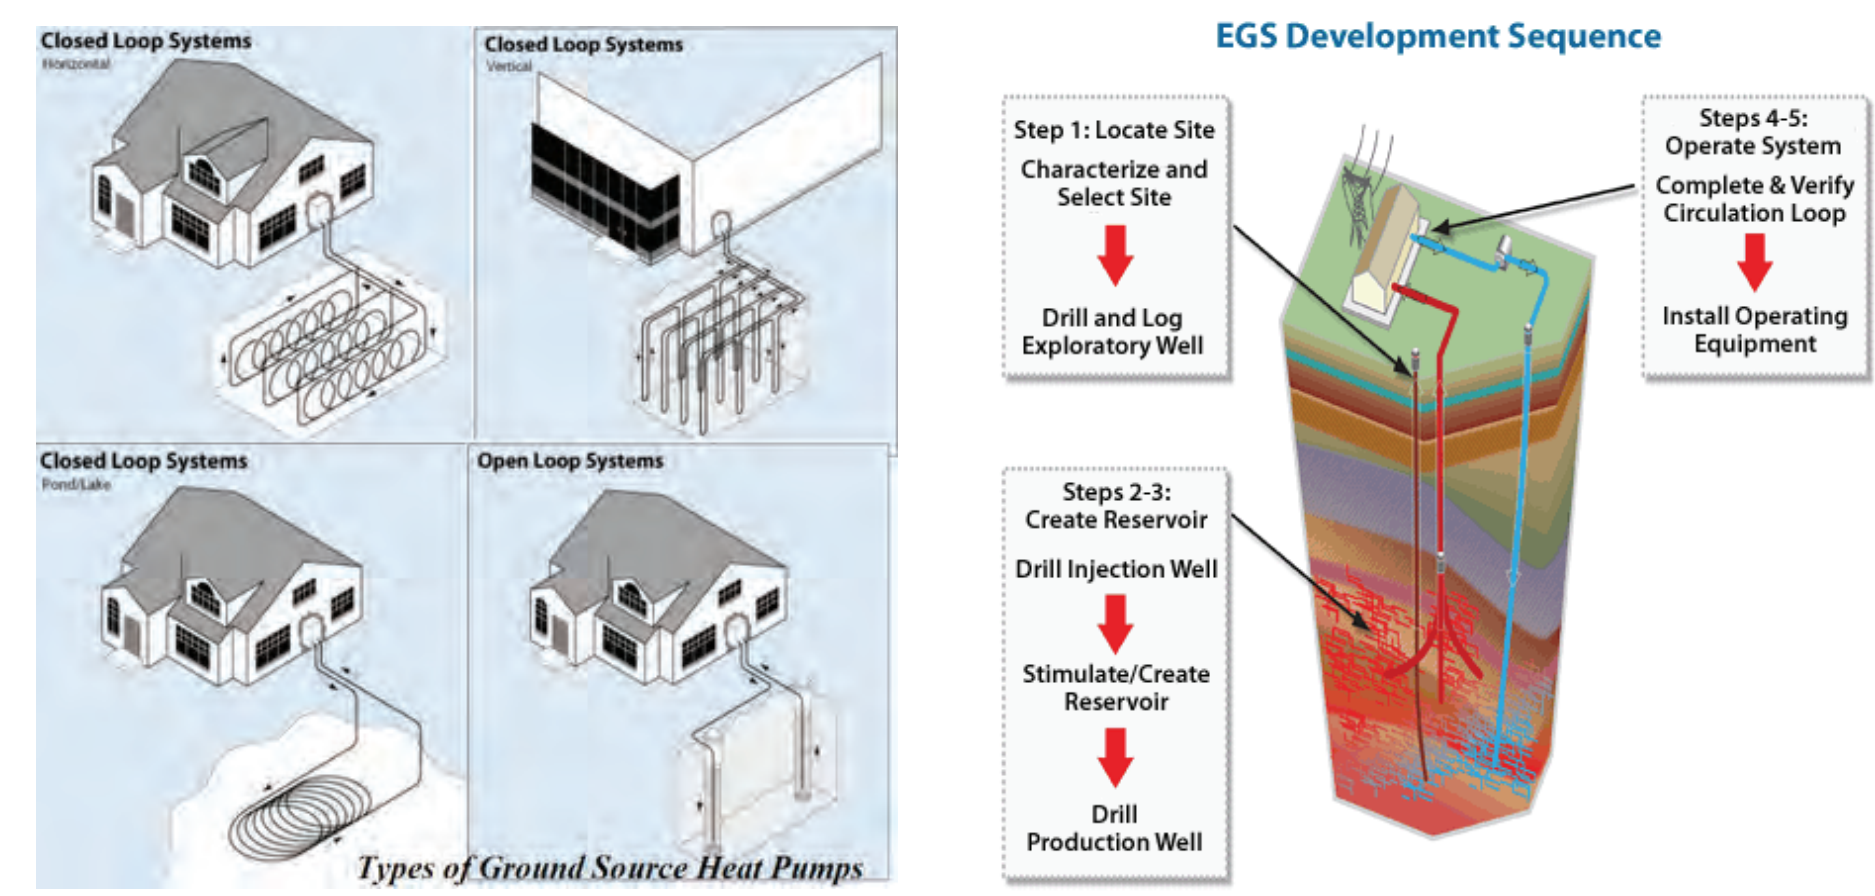 Closed Loop Systems
Horizontal
Closed Loop Systems
Vertical
Closed Loop Systems
Pond/Lake
Open Loop Systems
Types of Ground Source Heat Pumps
EGS Development Sequence
Step 1: Locate Site
Characterize and
Select Site
Drill and Log
Exploratory Well
Steps 2-3:
Create Reservoir
Drill Injection Well
Stimulate/Create
Reservoir
Drill
Production Well
Steps 4-5:
Operate System
Complete & Verify
Circulation Loop
Install Operating
Equipment